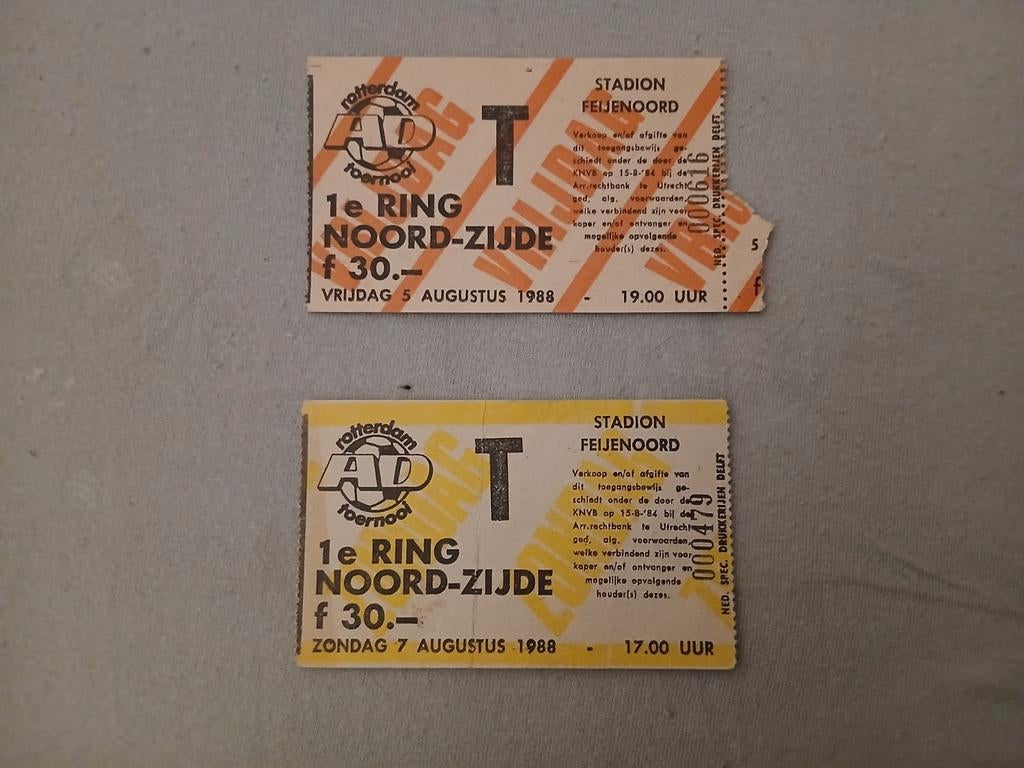 rotterdam
AD
toernooi
T
1e RING
NOORD-ZIJDE
f 30.—
VRIJDAG 5 AUGUSTUS 1988 - 19.00 UUR
STADION
FEIJENOORD
Verkoop en/of afgifte van
dit toegangsbewijs ge-
schiedt onder de door de
KNVB op 15-8-'84 bij de
Arr.rechtbank te Utrecht
ged. alg. voorwaarden,
welke verbindend zijn voor
koper en/of ontvanger en
mogelijke opvolgende
houder(s) dezes.
000616
NED. SPEC. DRUKKERIJEN DELFT
5
f
VRIJDAG
VRIJDAG
VRIJ
rotterdam
AD
toernooi
T
1e RING
NOORD-ZIJDE
f 30.—
ZONDAG 7 AUGUSTUS 1988 - 17.00 UUR
STADION
FEIJENOORD
Verkoop en/of afgifte van
dit toegangsbewijs ge-
schiedt onder de door de
KNVB op 15-8-'84 bij de
Arr.rechtbank te Utrecht
ged. alg. voorwaarden,
welke verbindend zijn voor
koper en/of ontvanger en
mogelijke opvolgende
houder(s) dezes.
000479
NED. SPEC. DRUKKERIJEN DELFT
ZONDAG